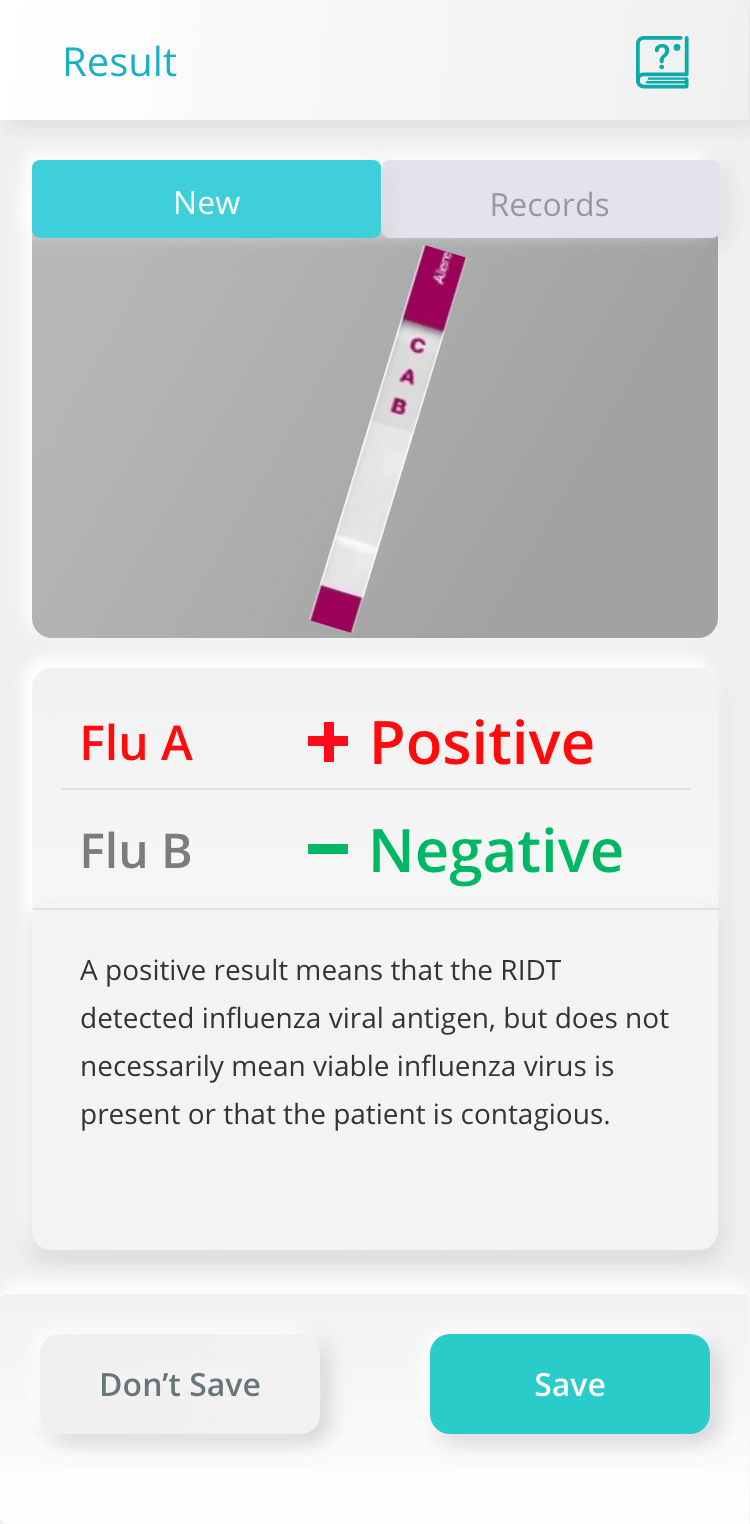 Result
?
New
Records
Alere
C
A
B
Flu A + Positive
Flu B − Negative
A positive result means that the RIDT
detected influenza viral antigen, but does not
necessarily mean viable influenza virus is
present or that the patient is contagious.
Don’t Save
Save